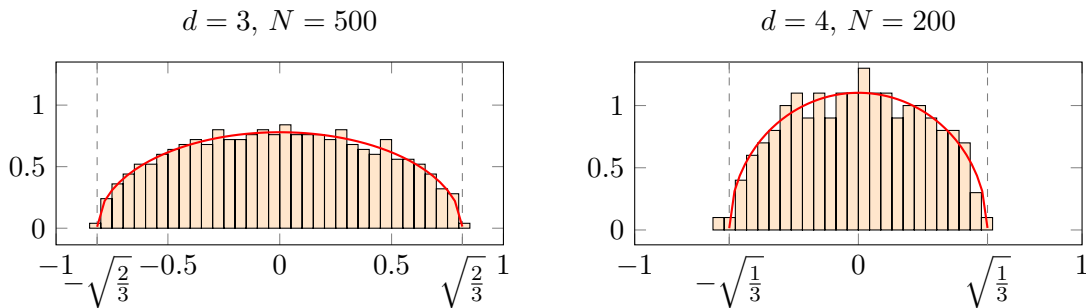 d = 3, N = 500
1
0.5
0
−1 −√(2/3) −0.5 0 0.5 √(2/3) 1
d = 4, N = 200
1
0.5
0
−1 −√(1/3) 0 √(1/3) 1